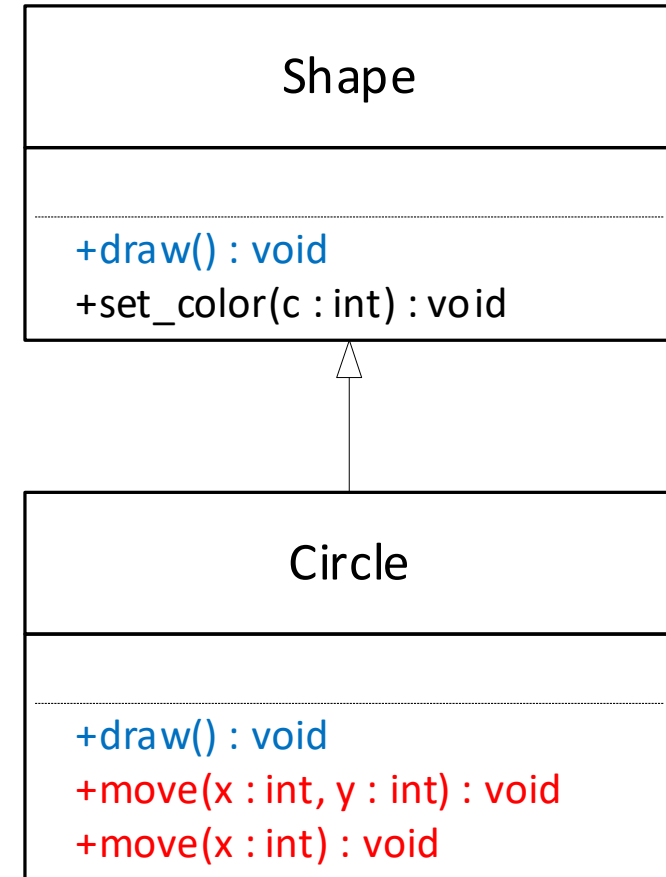 Shape
+draw() : void
+set_color(c : int) : void
Circle
+draw() : void
+move(x : int, y : int) : void
+move(x : int) : void